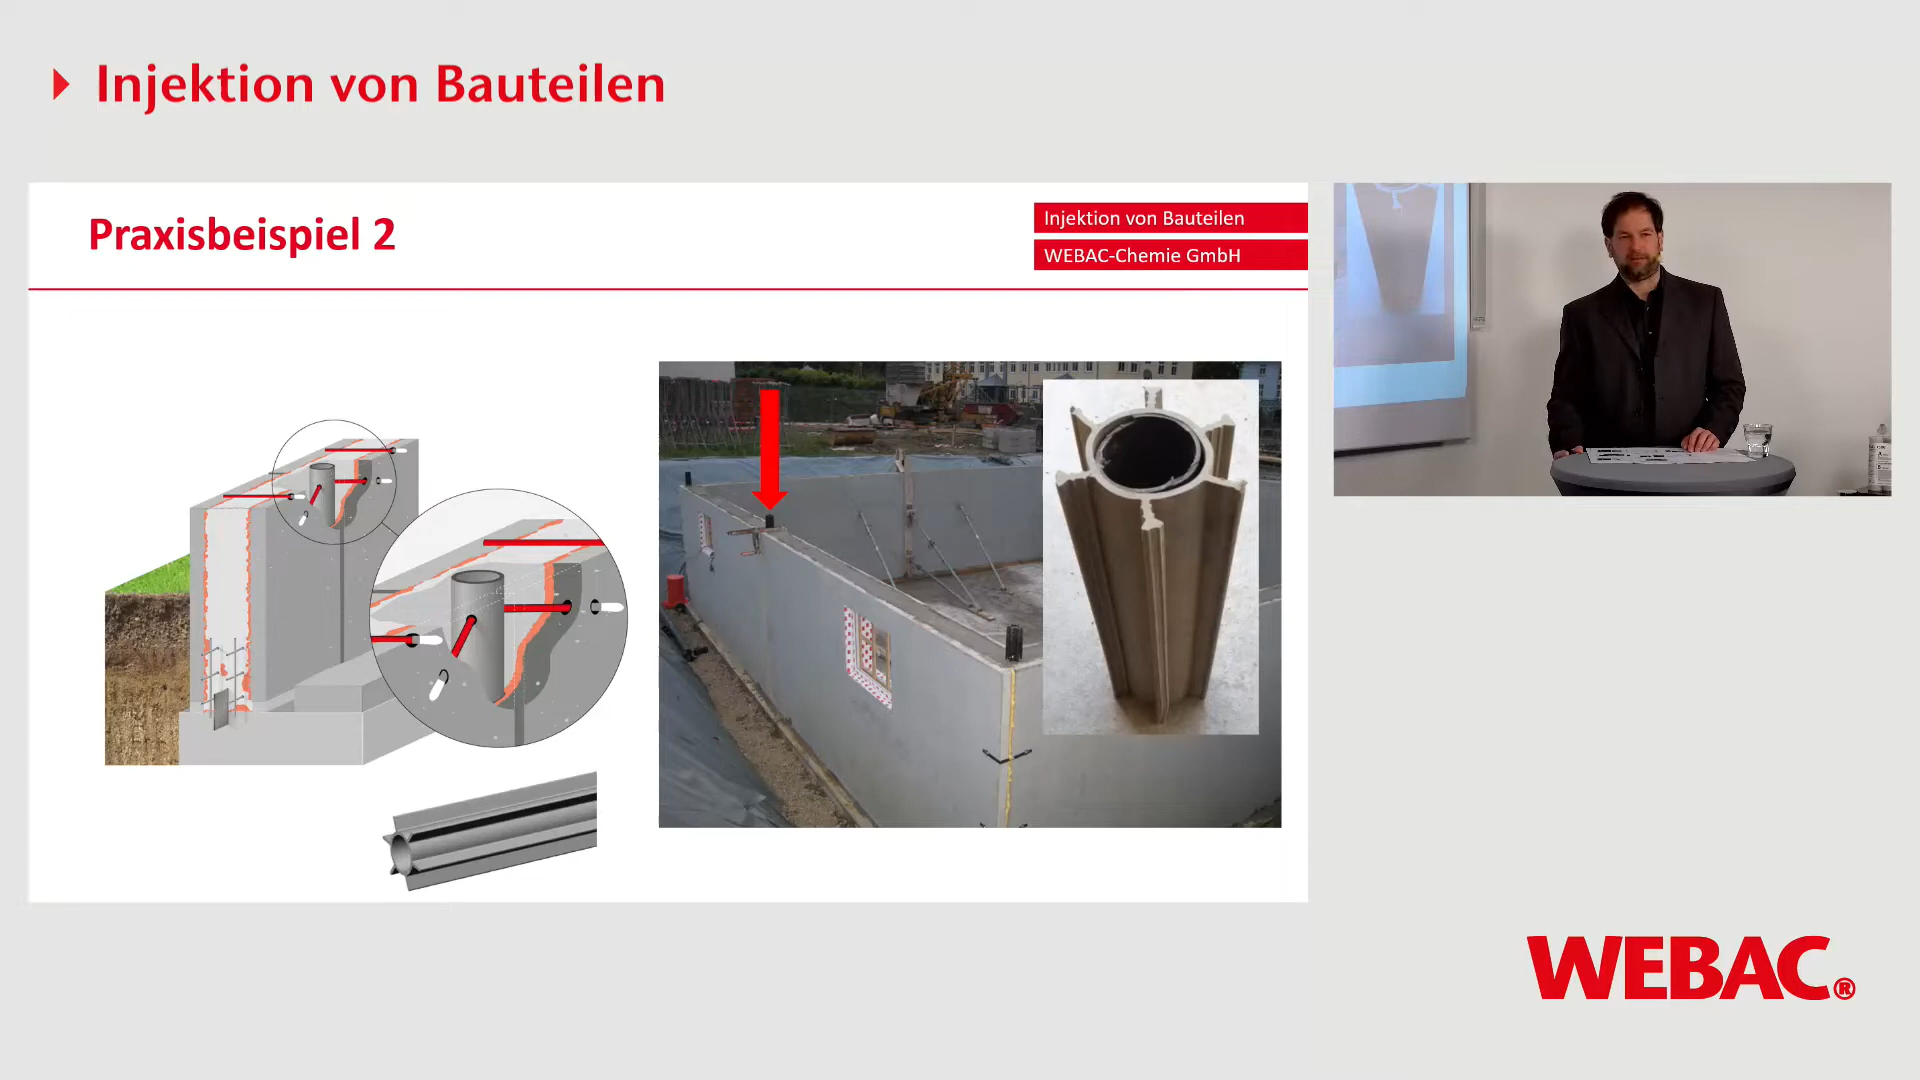 Injektion von Bauteilen
Praxisbeispiel 2
Injektion von Bauteilen
WEBAC-Chemie GmbH
WEBAC®